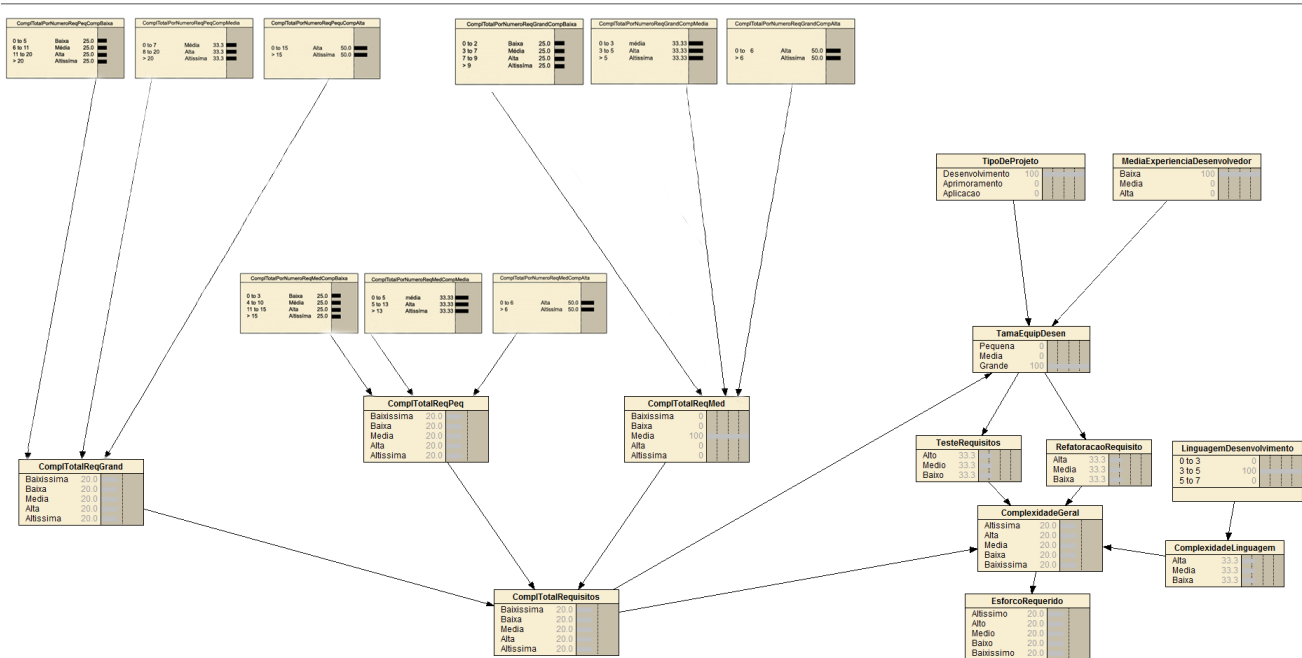 ComplTotalPorNumeroReqPeqCompBaixa
0 to 5 Baixa 25.0
6 to 11 Média 25.0
11 to 20 Alta 25.0
> 20 Altissima 25.0
ComplTotalPorNumeroReqPeqCompMedia
0 to 7 Média 33.3
8 to 20 Alta 33.3
> 20 Altissima 33.3
ComplTotalPorNumeroReqPequCompAlta
0 to 15 Alta 50.0
> 15 Altissima 50.0
ComplTotalPorNumeroReqGrandCompBaixa
0 to 2 Baixa 25.0
3 to 7 Média 25.0
7 to 9 Alta 25.0
> 9 Altissima 25.0
ComplTotalPorNumeroReqGrandCompMedia
0 to 3 média 33.33
3 to 5 Alta 33.33
> 5 Altissima 33.33
ComplTotalPorNumeroReqGrandCompAlta
0 to 6 Alta 50.0
> 6 Altissima 50.0
TipoDeProjeto
Desenvolvimento 100
Aprimoramento 0
Aplicacao 0
MediaExperienciaDesenvolvedor
Baixa 100
Media 0
Alta 0
ComplTotalPorNumeroReqMedCompBaixa
0 to 3 Baixa 25.0
4 to 10 Média 25.0
11 to 15 Alta 25.0
> 15 Altissima 25.0
ComplTotalPorNumeroReqMedCompMedia
0 to 5 média 33.33
5 to 13 Alta 33.33
> 13 Altissima 33.33
ComplTotalPorNumeroReqMedCompAlta
0 to 6 Alta 50.0
> 6 Altissima 50.0
TamaEquipDesen
Pequena 0
Media 0
Grande 100
ComplTotalReqPeq
Baixissima 20.0
Baixa 20.0
Media 20.0
Alta 20.0
Altissima 20.0
ComplTotalReqMed
Baixissima 0
Baixa 0
Media 100
Alta 0
Altissima 0
TesteRequisitos
Alto 33.3
Medio 33.3
Baixo 33.3
RefatoracaoRequisito
Alta 33.3
Media 33.3
Baixa 33.3
LinguagemDesenvolvimento
0 to 3 0
3 to 5 100
5 to 7 0
ComplTotalReqGrand
Baixissima 20.0
Baixa 20.0
Media 20.0
Alta 20.0
Altissima 20.0
ComplexidadeGeral
Altissima 20.0
Alta 20.0
Media 20.0
Baixa 20.0
Baixissima 20.0
ComplexidadeLinguagem
Alta 33.3
Media 33.3
Baixa 33.3
ComplTotalRequisitos
Baixissima 20.0
Baixa 20.0
Media 20.0
Alta 20.0
Altissima 20.0
EsforcoRequerido
Altissimo 20.0
Alto 20.0
Medio 20.0
Baixo 20.0
Baixissimo 20.0